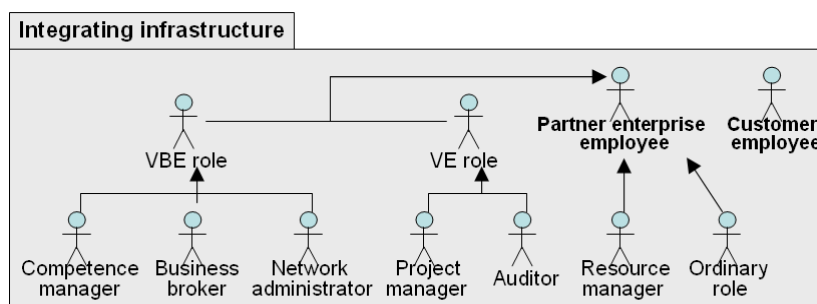 Integrating infrastructure
Partner enterprise
employee
Customer
employee
VBE role
VE role
Competence
manager
Business
broker
Network
administrator
Project
manager
Auditor
Resource
manager
Ordinary
role